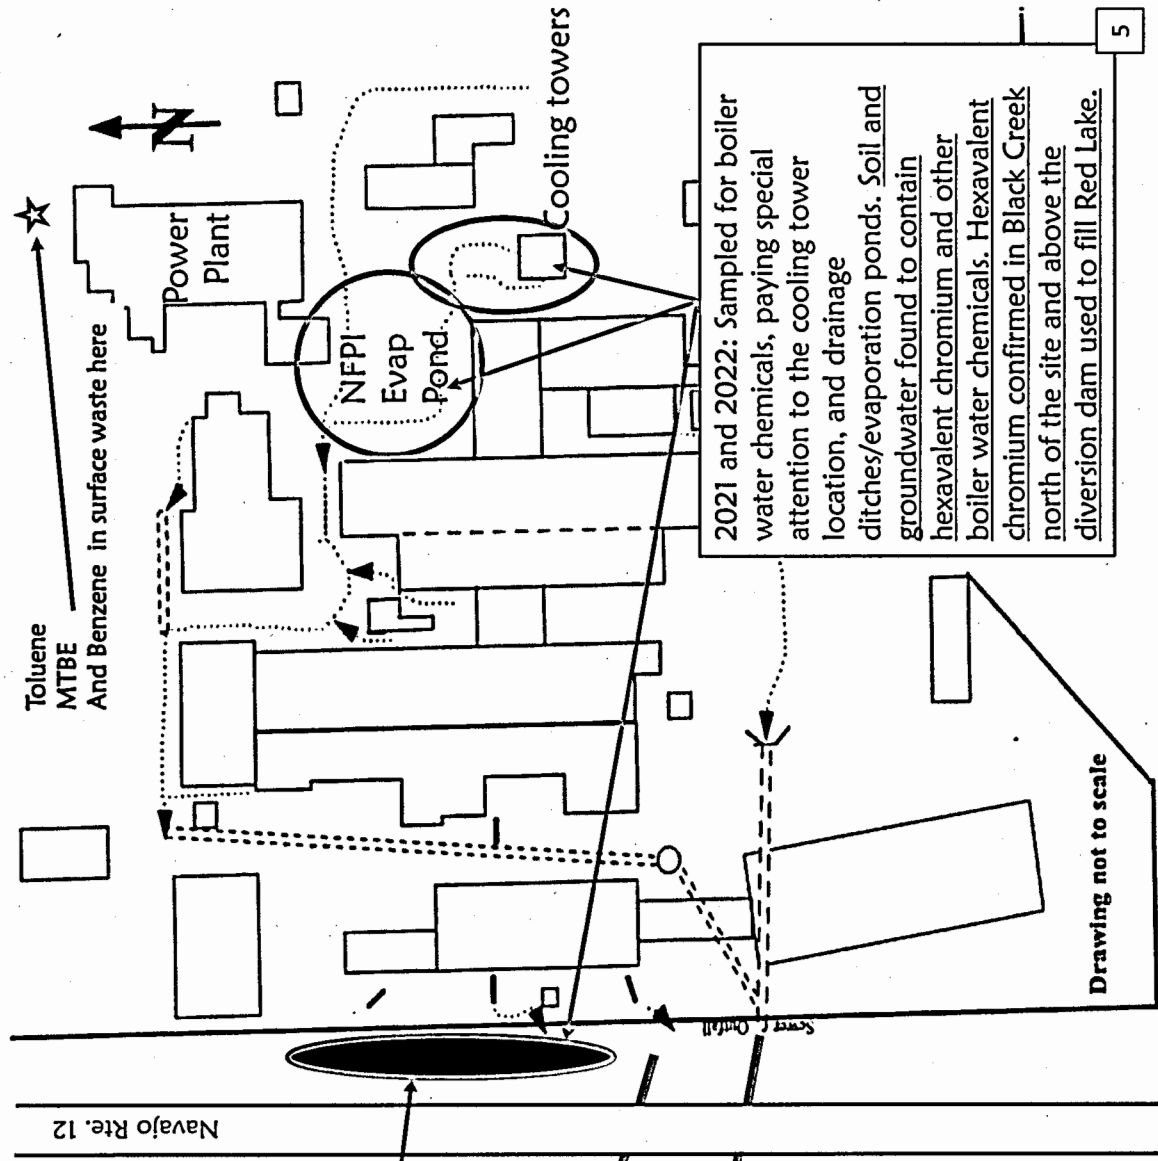 Toluene
MTBE
And Benzene in surface waste here
N
Power
Plant
NFPI
Evap
Pond
Cooling towers
2021 and 2022: Sampled for boiler
water chemicals, paying special
attention to the cooling tower
location, and drainage
ditches/evaporation ponds. Soil and
groundwater found to contain
hexavalent chromium and other
boiler water chemicals. Hexavalent
chromium confirmed in Black Creek
north of the site and above the
diversion dam used to fill Red Lake.
5
Drawing not to scale
Sewer
Outfall
Navajo Rte. 12